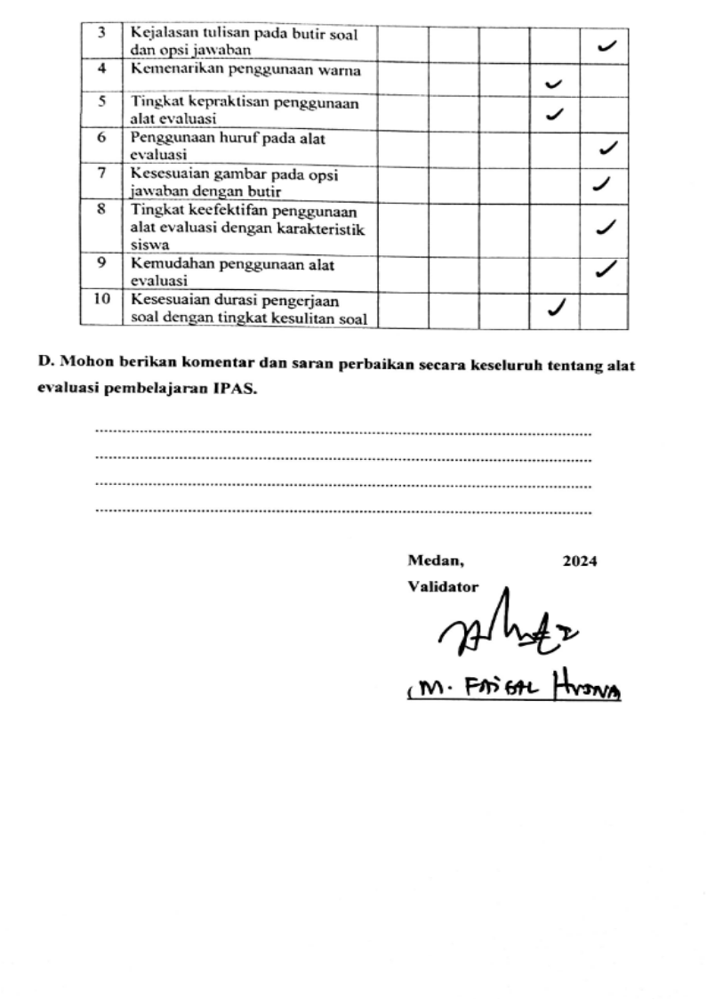 3 Kejalasan tulisan pada butir soal
dan opsi jawaban ✓
4 Kemenarikan penggunaan warna ✓
5 Tingkat kepraktisan penggunaan
alat evaluasi ✓
6 Penggunaan huruf pada alat
evaluasi ✓
7 Kesesuaian gambar pada opsi
jawaban dengan butir ✓
8 Tingkat keefektifan penggunaan
alat evaluasi dengan karakteristik
siswa ✓
9 Kemudahan penggunaan alat
evaluasi ✓
10 Kesesuaian durasi pengerjaan
soal dengan tingkat kesulitan soal ✓
D. Mohon berikan komentar dan saran perbaikan secara keseluruh tentang alat
evaluasi pembelajaran IPAS.
Medan, 2024
Validator
(M. FAISAL HUSNA